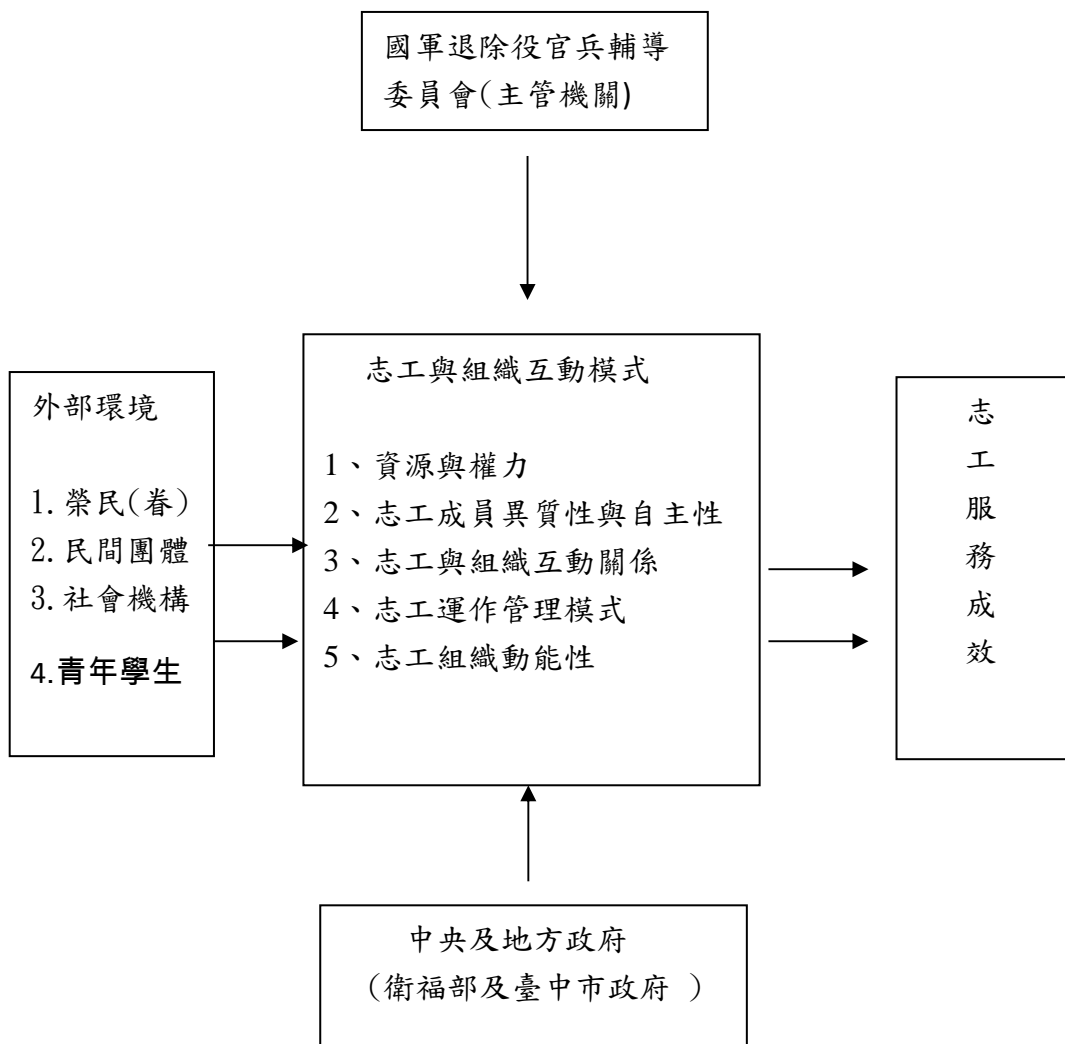 國軍退除役官兵輔導
委員會(主管機關)
外部環境
1.榮民(眷)
2.民間團體
3.社會機構
4.青年學生
志工與組織互動模式
1、資源與權力
2、志工成員異質性與自主性
3、志工與組織互動關係
4、志工運作管理模式
5、志工組織動能性
志
工
服
務
成
效
中央及地方政府
(衛福部及臺中市政府 )